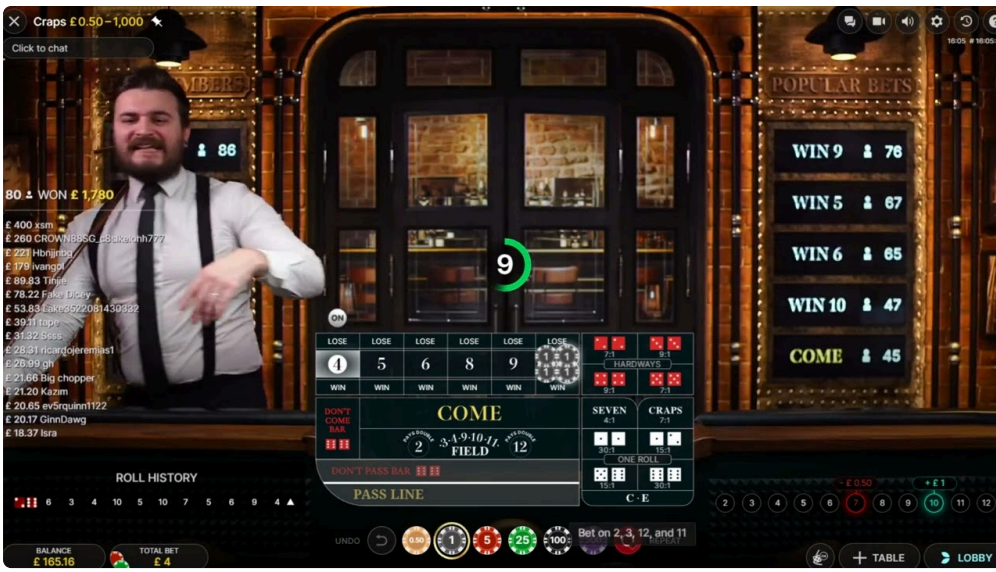 Craps £0.50–1,000
16:05 # 16:05:
Click to chat
MBERS
86
80 WON £ 1,780
£ 400 xsm
£ 260 CROWN88SG_c8sikelohh777
£ 221 Hbnjjnbg
£ 179 ivangol
£ 89.83 Tinjie
£ 78.22 Fake Dicey
£ 53.83 Lake3522081430332
£ 39.11 tape
£ 31.32 Ssss
£ 28.31 ricardojeremias1
£ 26.99 gh
£ 21.66 Big chopper
£ 21.20 Kazim
£ 20.65 ev5rquinn1122
£ 20.17 GinnDawg
£ 18.37 Isra
POPULAR BETS
WIN 9 76
WIN 5 67
WIN 6 65
WIN 10 47
COME 45
9
ON
LOSE LOSE LOSE LOSE LOSE LOSE
4 5 6 8 9
1 1
1 1
WIN WIN WIN WIN WIN WIN
7:1 9:1
HARDWAYS
9:1 7:1
DON'T COME BAR
COME
PAYS DOUBLE 2
·3·4·9·10·11·
FIELD
PAYS DOUBLE 12
DON'T PASS BAR
PASS LINE
SEVEN CRAPS
4:1 7:1
30:1 15:1
ONE ROLL
15:1 30:1
C · E
ROLL HISTORY
6 3 4 10 5 10 7 5 6 9 4
- £ 0.50 + £ 1
2 3 4 5 6 7 8 9 10 11 12
UNDO 0.50 1 5 25 100 REPEAT
Bet on 2, 3, 12, and 11
BALANCE
£ 165.16
TOTAL BET
£ 4
TABLE
LOBBY